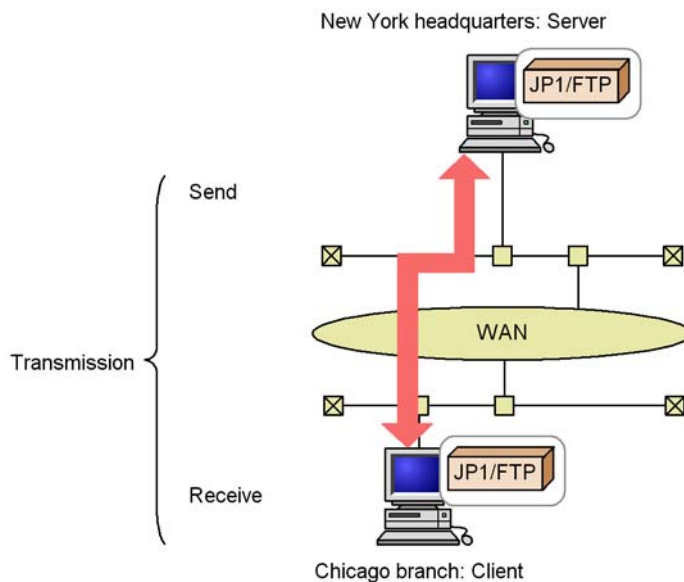 New York headquarters: Server
JP1/FTP
Send
WAN
Transmission
JP1/FTP
Receive
Chicago branch: Client